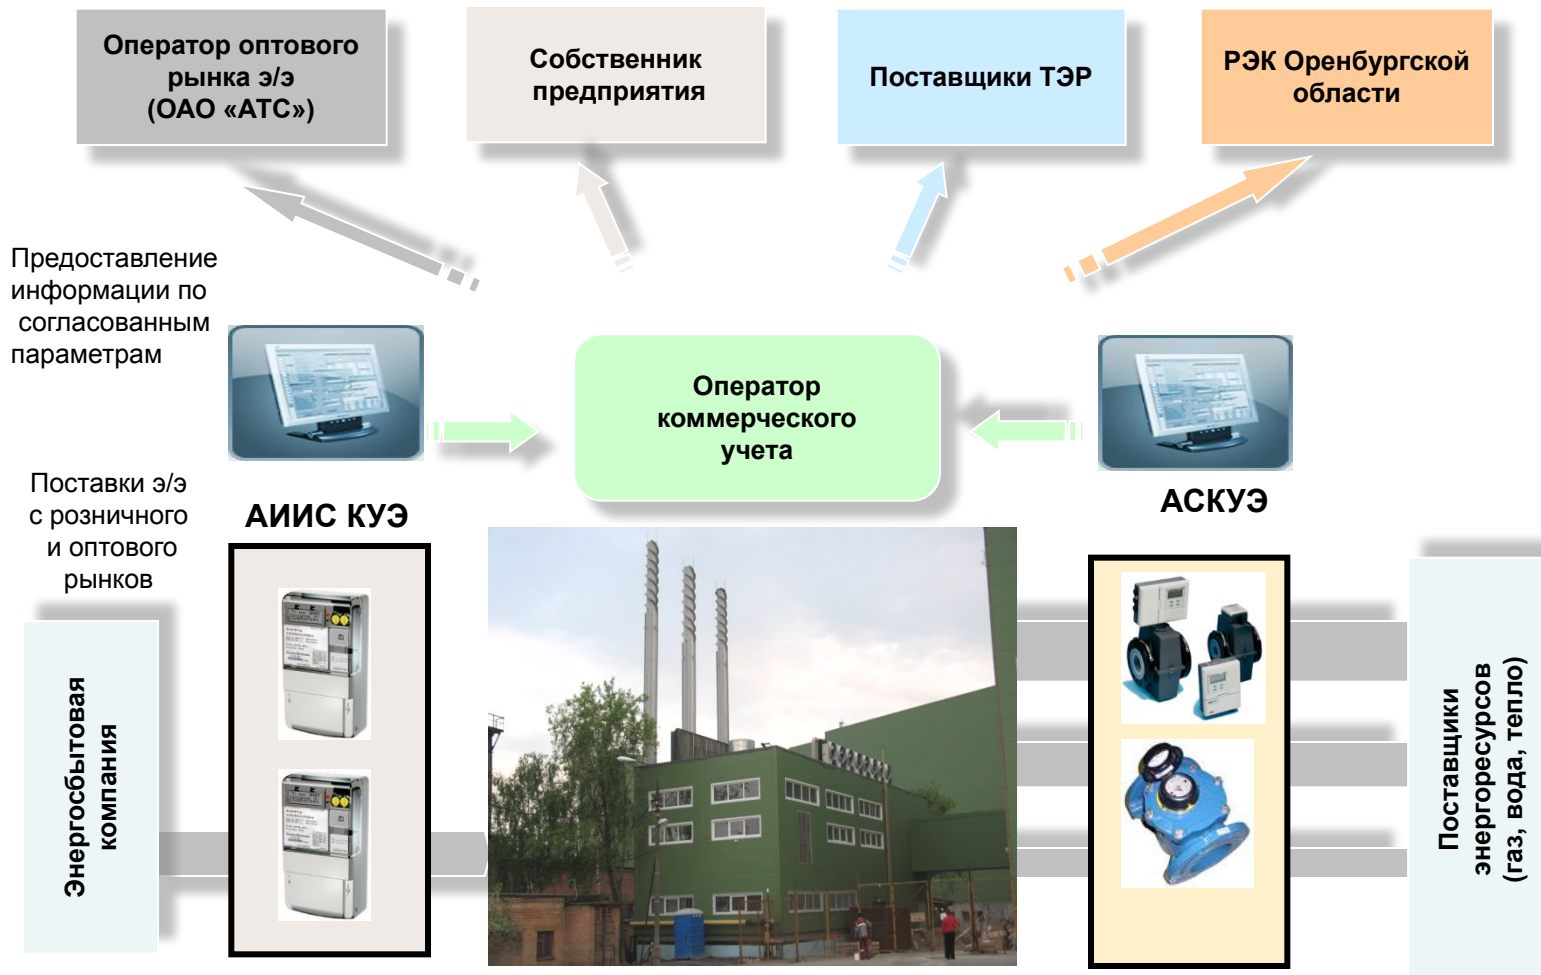 Оператор оптового
рынка э/э
(ОАО «АТС»)
Собственник
предприятия
Поставщики ТЭР
РЭК Оренбургской
области
Предоставление
информации по
согласованным
параметрам
Оператор
коммерческого
учета
Поставки э/э
с розничного
и оптового
рынков
АИИС КУЭ
АСКУЭ
Энергосбытовая
компания
Поставщики
энергоресурсов
(газ, вода, тепло)